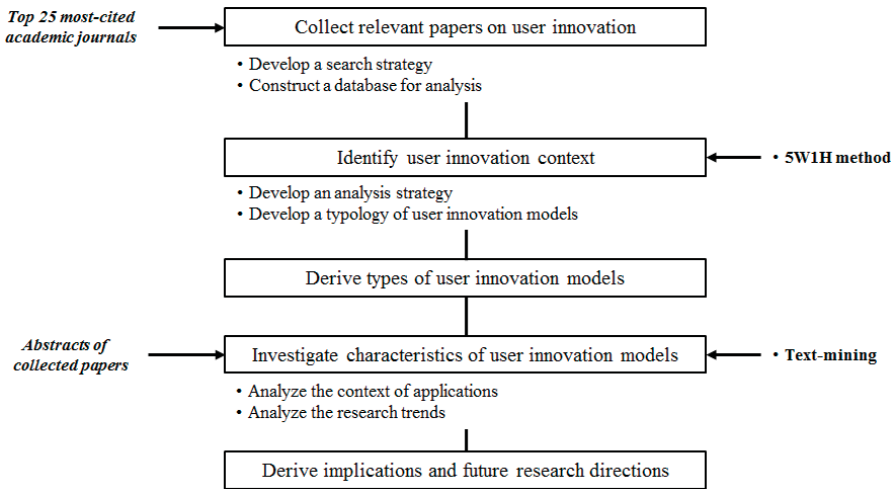 Top 25 most-cited
academic journals
Collect relevant papers on user innovation
• Develop a search strategy
• Construct a database for analysis
Identify user innovation context
• 5W1H method
• Develop an analysis strategy
• Develop a typology of user innovation models
Derive types of user innovation models
Abstracts of
collected papers
Investigate characteristics of user innovation models
• Text-mining
• Analyze the context of applications
• Analyze the research trends
Derive implications and future research directions